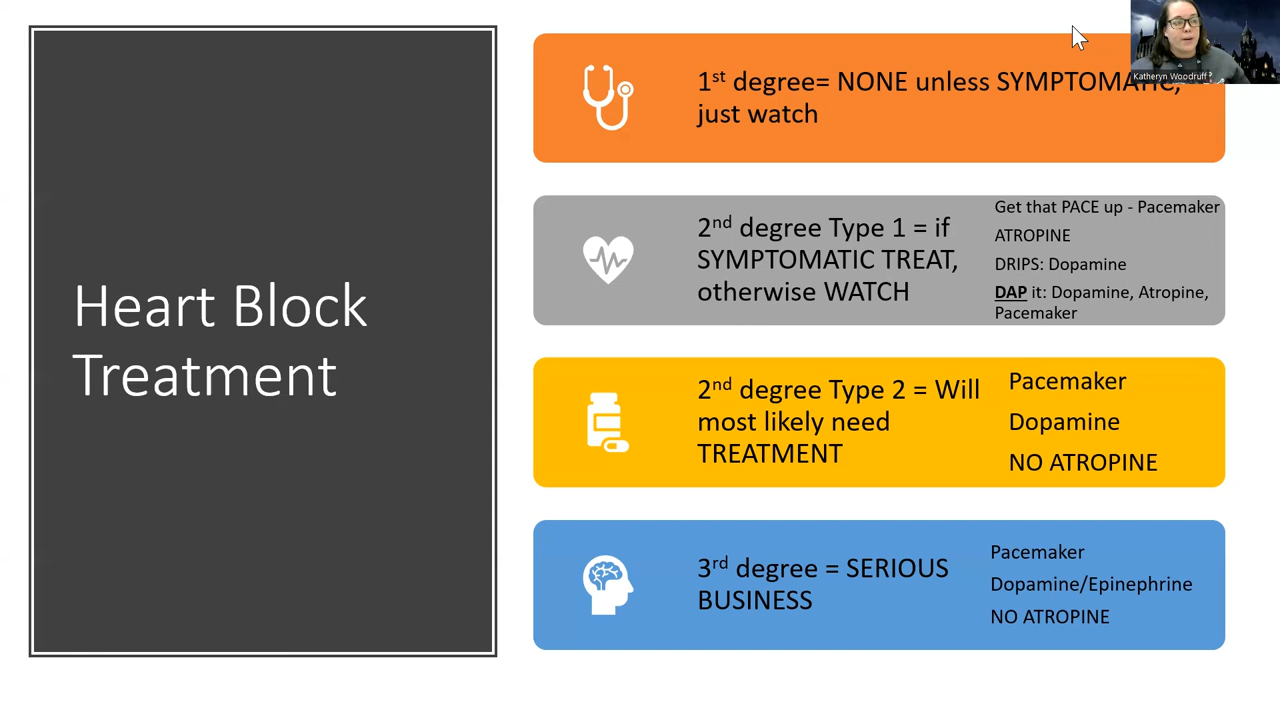 Heart Block
Treatment
1st degree= NONE unless SYMPTOMATIC,
just watch
2nd degree Type 1 = if
SYMPTOMATIC TREAT,
otherwise WATCH
Get that PACE up - Pacemaker
ATROPINE
DRIPS: Dopamine
DAP it: Dopamine, Atropine,
Pacemaker
2nd degree Type 2 = Will
most likely need
TREATMENT
Pacemaker
Dopamine
NO ATROPINE
3rd degree = SERIOUS
BUSINESS
Pacemaker
Dopamine/Epinephrine
NO ATROPINE
Katheryn Woodruff